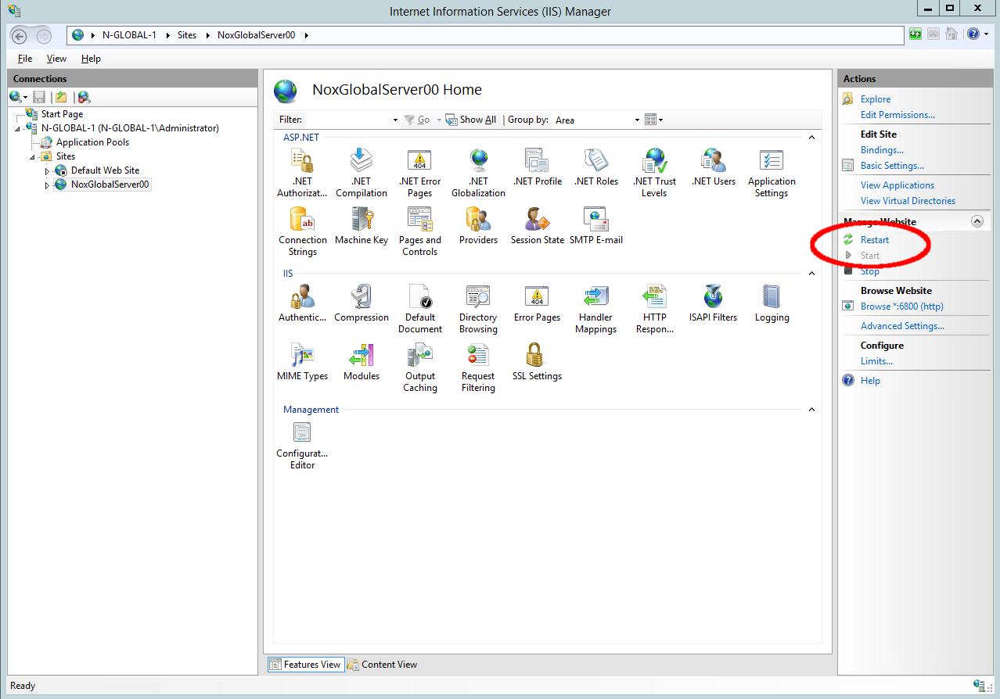 Internet Information Services (IIS) Manager
N-GLOBAL-1 Sites NoxGlobalServer00
File View Help
Connections
Start Page
N-GLOBAL-1 (N-GLOBAL-1\Administrator)
Application Pools
Sites
Default Web Site
NoxGlobalServer00
NoxGlobalServer00 Home
Filter: Go Show All Group by: Area
ASP.NET
.NET Authorizat...
.NET Compilation
404
.NET Error Pages
.NET Globalization
.NET Profile
.NET Roles
.NET Trust Levels
.NET Users
Application Settings
ab
Connection Strings
Machine Key
Pages and Controls
Providers
Session State
SMTP E-mail
IIS
Authentic...
Compression
Default Document
Directory Browsing
404
Error Pages
Handler Mappings
HTTP Respon...
ISAPI Filters
Logging
MIME Types
Modules
Output Caching
Request Filtering
SSL Settings
Management
Configurat... Editor
Features View Content View
Actions
Explore
Edit Permissions...
Edit Site
Bindings...
Basic Settings...
View Applications
View Virtual Directories
Manage Website
Restart
Start
Stop
Browse Website
Browse *:6800 (http)
Advanced Settings...
Configure
Limits...
Help
Ready